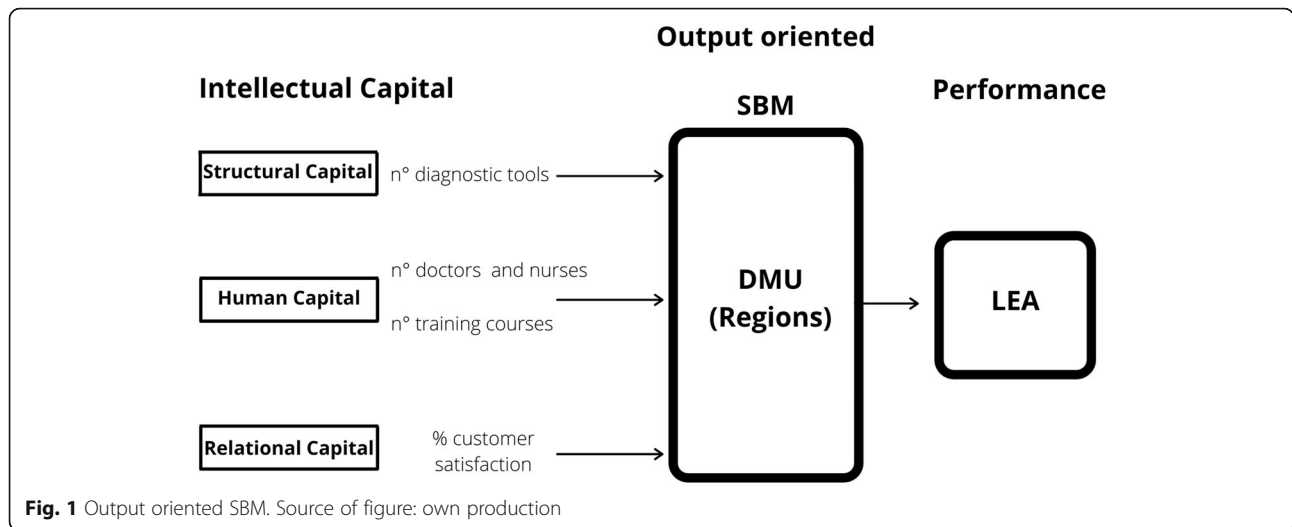 Output oriented
Intellectual Capital
SBM
Performance
Structural Capital
n° diagnostic tools
n° doctors and nurses
Human Capital
n° training courses
DMU
(Regions)
LEA
Relational Capital
% customer
satisfaction
Fig. 1 Output oriented SBM. Source of figure: own production